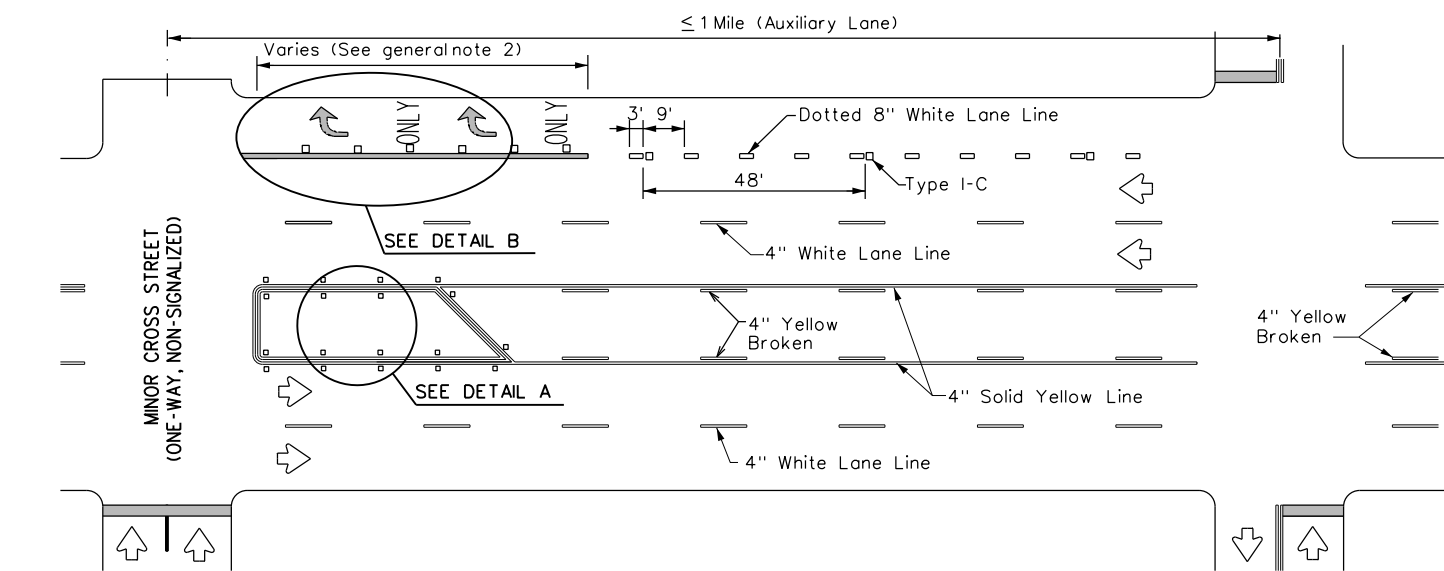 ≤ 1 Mile (Auxiliary Lane)
Varies (See general note 2)
ONLY
ONLY
3' 9'
Dotted 8" White Lane Line
48'
Type I-C
SEE DETAIL B
4" White Lane Line
MINOR CROSS STREET
(ONE-WAY, NON-SIGNALIZED)
4" Yellow
Broken
4" Yellow
Broken
SEE DETAIL A
4" Solid Yellow Line
4" White Lane Line